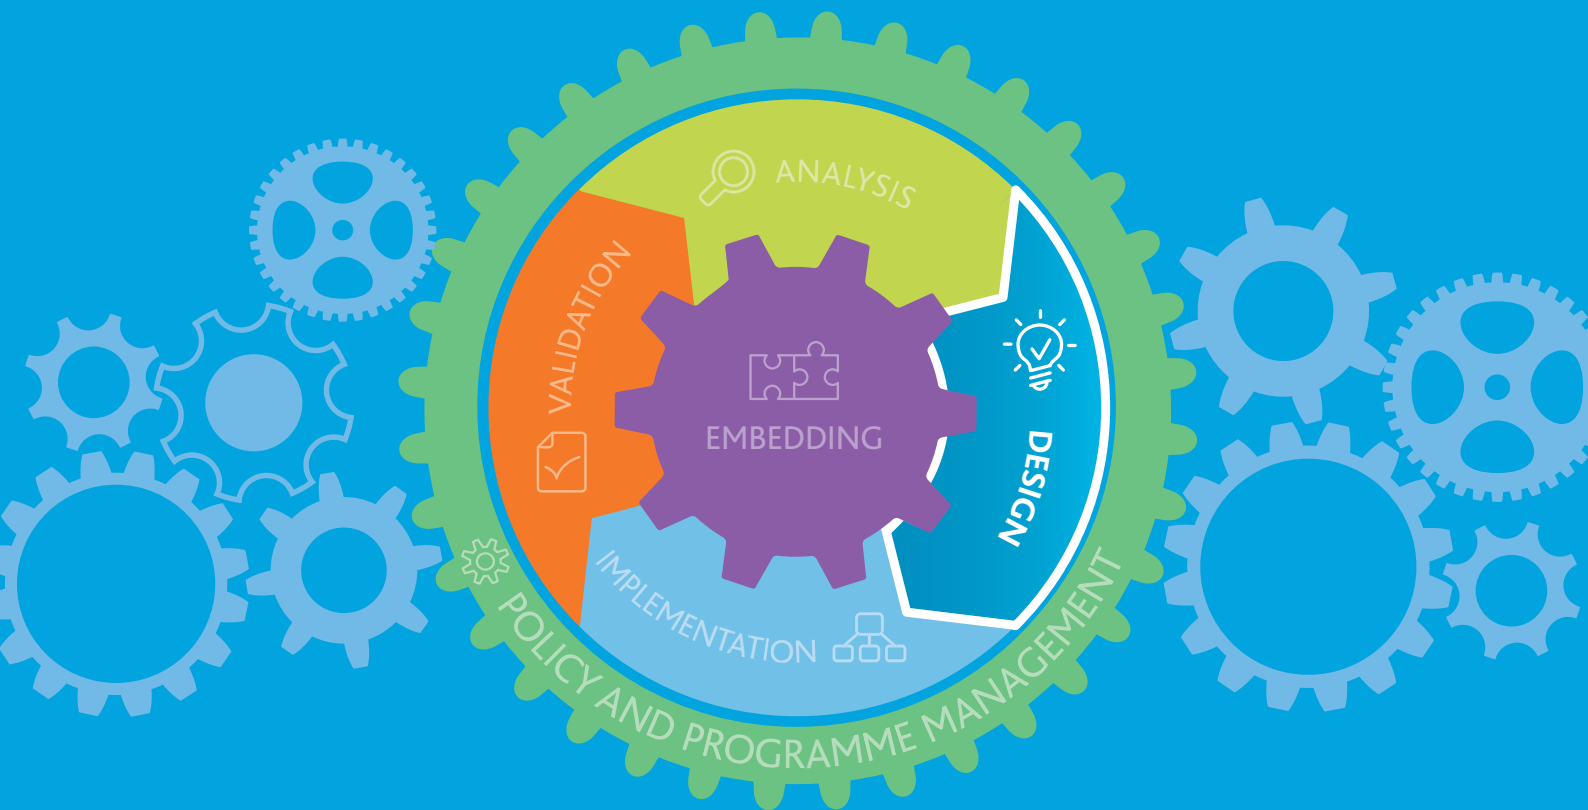 ANALYSIS
DESIGN
IMPLEMENTATION
VALIDATION
EMBEDDING
POLICY AND PROGRAMME MANAGEMENT